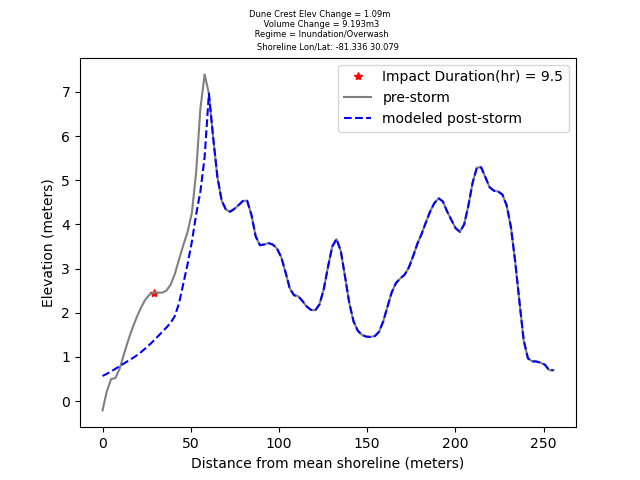 Dune Crest Elev Change = 1.09m
Volume Change = 9.193m3
Regime = Inundation/Overwash
Shoreline Lon/Lat: -81.336 30.079
Impact Duration(hr) = 9.5
pre-storm
modeled post-storm
7
6
5
4
3
2
1
0
Elevation (meters)
0 50 100 150 200 250
Distance from mean shoreline (meters)